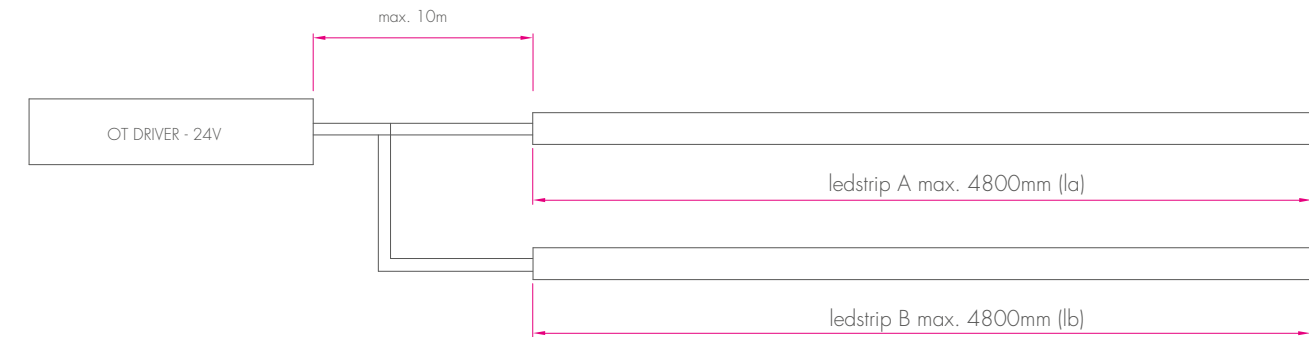 max. 10m
OT DRIVER - 24V
ledstrip A max. 4800mm (la)
ledstrip B max. 4800mm (lb)